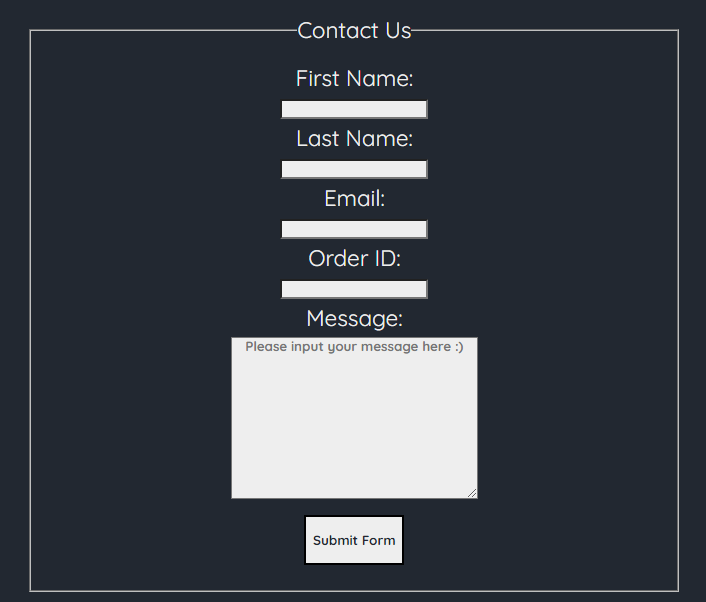 Contact Us
First Name:
Last Name:
Email:
Order ID:
Message:
Please input your message here :)
Submit Form